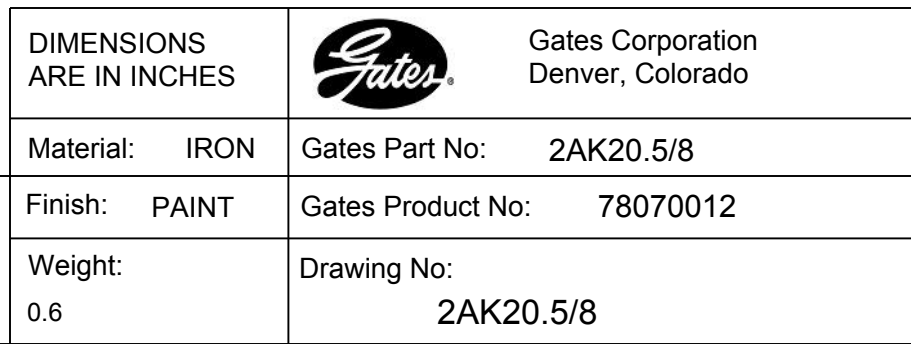 DIMENSIONS
ARE IN INCHES
Gates®
Gates Corporation
Denver, Colorado
Material: IRON
Gates Part No: 2AK20.5/8
Finish: PAINT
Gates Product No: 78070012
Weight:
0.6
Drawing No:
2AK20.5/8